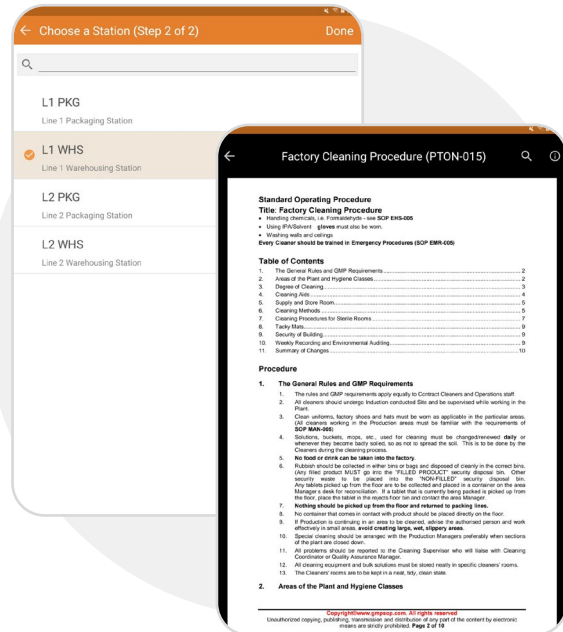 Choose a Station (Step 2 of 2)
Done
L1 PKG
Line 1 Packaging Station
L1 WHS
Line 1 Warehousing Station
L2 PKG
Line 2 Packaging Station
L2 WHS
Line 2 Warehousing Station
Factory Cleaning Procedure (PTON-015)
Standard Operating Procedure
Title: Factory Cleaning Procedure
• Handling chemicals, i.e. Formaldehyde - see SOP EHS-005
• Using IPA/Solvent gloves must also be worn.
• Washing walls and ceilings
Every Cleaner should be trained in Emergency Procedures (SOP EMR-005)
Table of Contents
1. The General Rules and GMP Requirements 2
2. Areas of the Plant and Hygiene Classes 2
3. Degree of Cleaning 3
4. Cleaning Aids 4
5. Supply and Store Room 5
6. Cleaning Methods 5
7. Cleaning Procedures for Sterile Rooms 7
8. Tacky Mats 9
9. Security of Building 9
10. Weekly Recording and Environmental Auditing 9
11. Summary of Changes 10
Procedure
1. The General Rules and GMP Requirements
1. The rules and GMP requirements apply equally to Contract Cleaners and Operations staff.
2. All cleaners should undergo Induction conducted Site and be supervised while working in the
Plant.
3. Clean uniforms, factory shoes and hats must be worn as applicable in the particular areas.
(All cleaners working in the Production areas must be familiar with the requirements of
SOP MAN-085)
4. Solutions, buckets, mops, etc., used for cleaning must be changed/renewed daily or
whenever they become badly soiled, so as not to spread the soil. This is to be done by the
Cleaners during the cleaning process.
5. No food or drink can be taken into the factory.
6. Rubbish should be collected in either bins or bags and disposed of cleanly in the correct bins.
(Any filled product MUST go into the "FILLED PRODUCT" security disposal bin. Other
security waste to be placed into the "NON-FILLED" security disposal bin.
Any tablets picked up from the floor are to be collected and placed in a container on the area
Manager's desk for reconciliation. If a tablet that is currently being packed is picked up from
the floor, place the tablet in the rejects floor bin and contact the area Manager.
7. Nothing should be picked up from the floor and returned to packing lines.
8. No container that comes in contact with product should be placed directly on the floor.
9. If Production is continuing in an area to be cleaned, advise the authorised person and work
effectively in small areas, avoid creating large, wet, slippery areas.
10. Special cleaning should be arranged with the Production Managers preferably when sections
of the plant are closed down.
11. All problems should be reported to the Cleaning Supervisor who will liaise with Cleaning
Coordinator or Quality Assurance Manager.
12. All cleaning equipment and bulk solutions must be stored neatly in specific cleaners' rooms.
13. The Cleaners' rooms are to be kept in a neat, tidy, clean state.
2. Areas of the Plant and Hygiene Classes
Copyright©www.gmpsop.com. All rights reserved
Unauthorized copying, publishing, transmission and distribution of any part of the content by electronic
means are strictly prohibited. Page 2 of 10